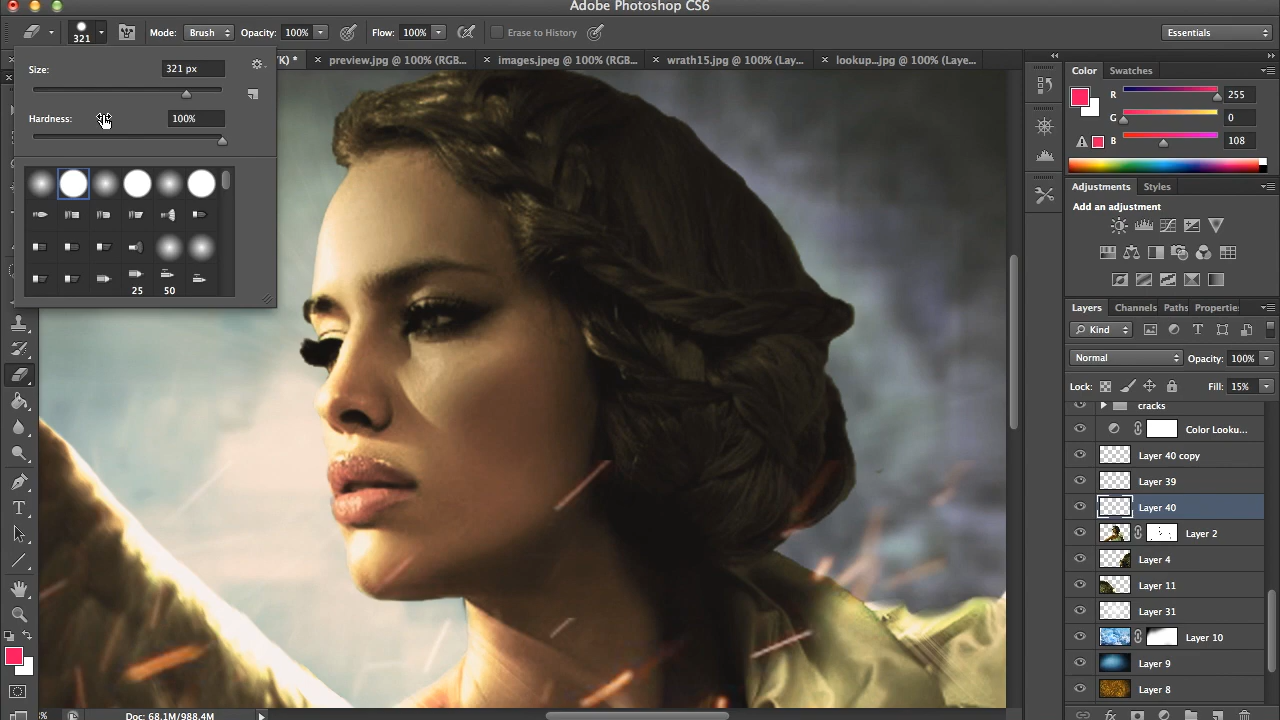 Adobe Photoshop CS6
321
Mode: Brush Opacity: 100% Flow: 100% Erase to History Essentials
Size: 321 px
Hardness: 100%
25 50
K) * preview.jpg @ 100% (RGB... images.jpeg @ 100% (RGB... wrath15.jpg @ 100% (Lay... lookup...jpg @ 100% (Laye...
Color Swatches
R 255
G 0
B 108
Adjustments Styles
Add an adjustment
Layers Channels Paths Properties
Kind
Normal Opacity: 100%
Lock: Fill: 15%
cracks
Color Looku...
Layer 40 copy
Layer 39
Layer 40
Layer 2
Layer 4
Layer 11
Layer 31
Layer 10
Layer 9
Layer 8
fx
% Doc: 68.1M/988.4M